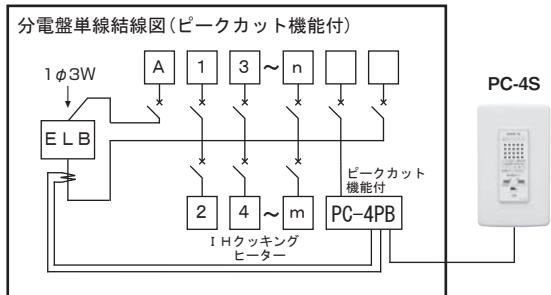 分電盤単線結線図(ピークカット機能付)
1φ3W
A 1 3～n
PC-4S
ELB
ピークカット
機能付
2 4～m PC-4PB
IHクッキング
ヒーター